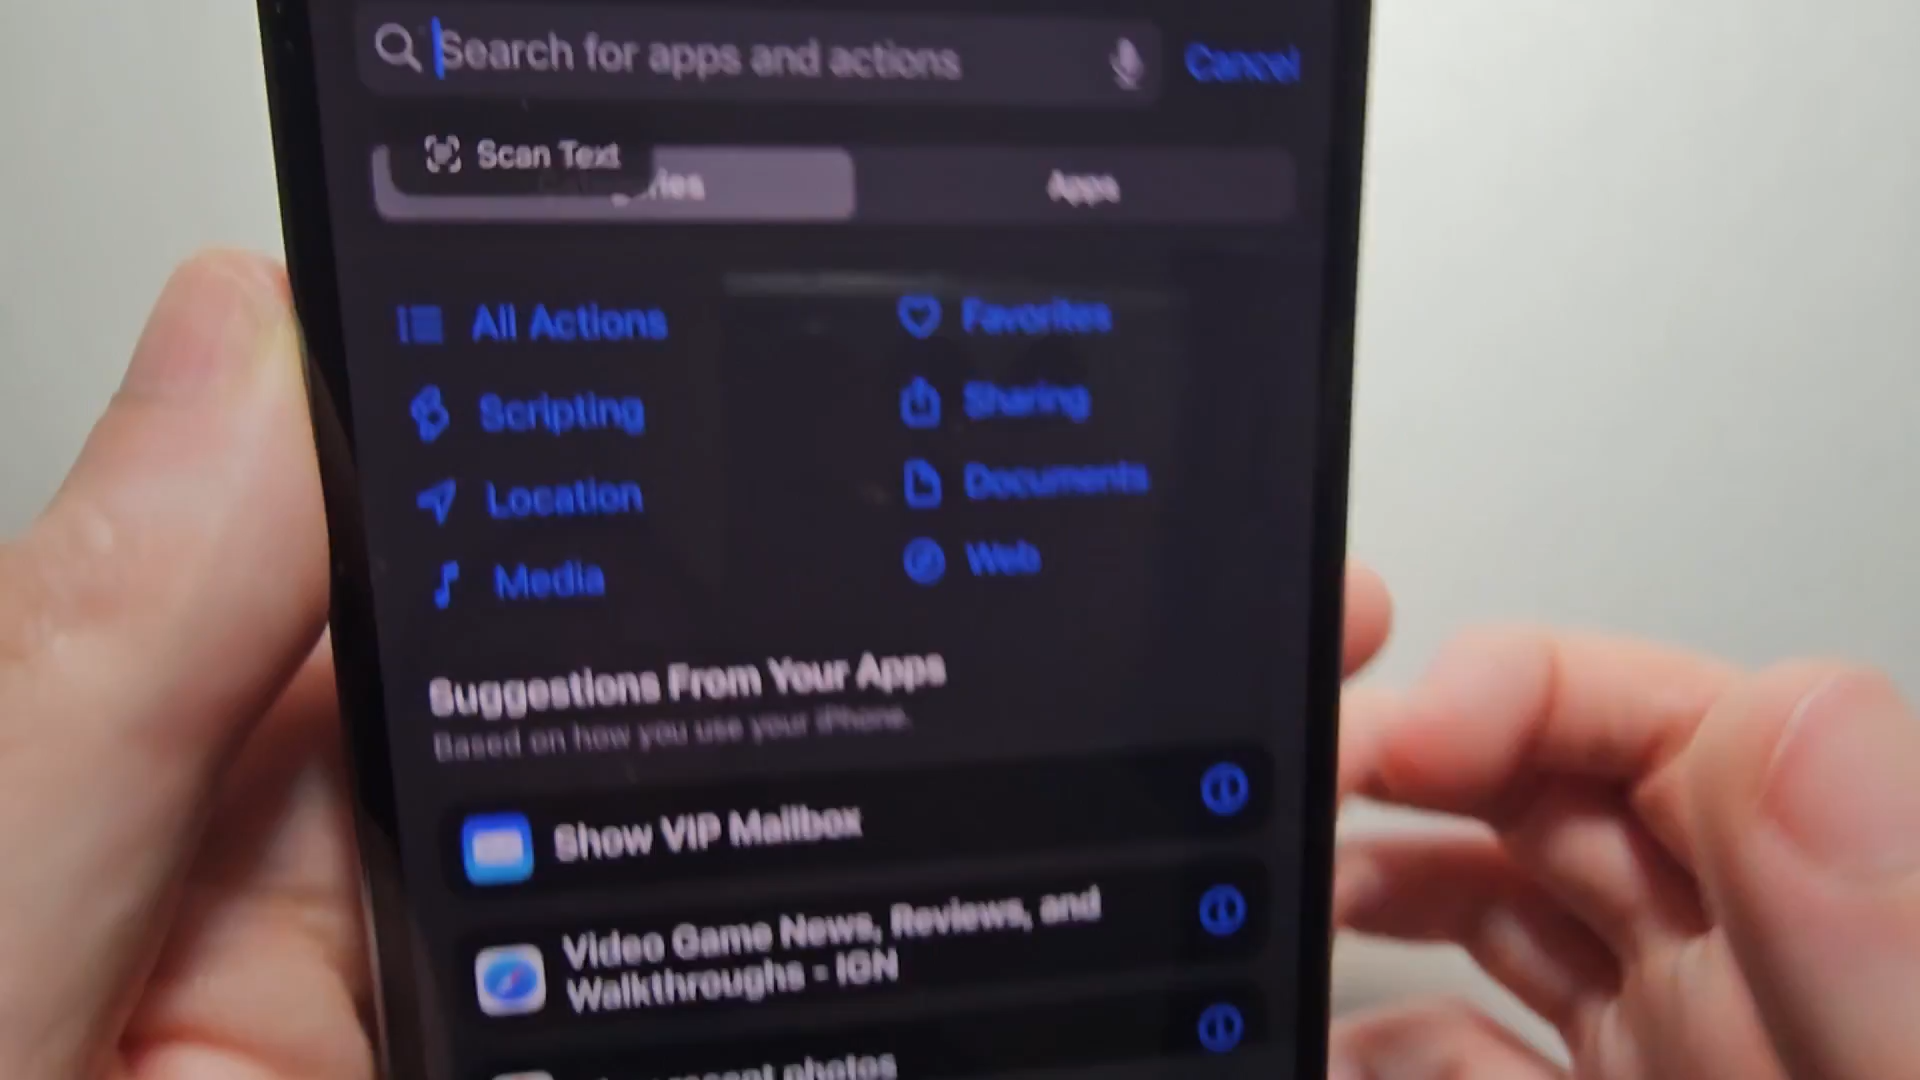 Search for apps and actions
Cancel
Scan Text
Apps
All Actions
Favorites
Scripting
Sharing
Location
Documents
Media
Web
Suggestions From Your Apps
Based on how you use your iPhone.
Show VIP Mailbox
Video Game News, Reviews, and
Walkthroughs - IGN
recent photos